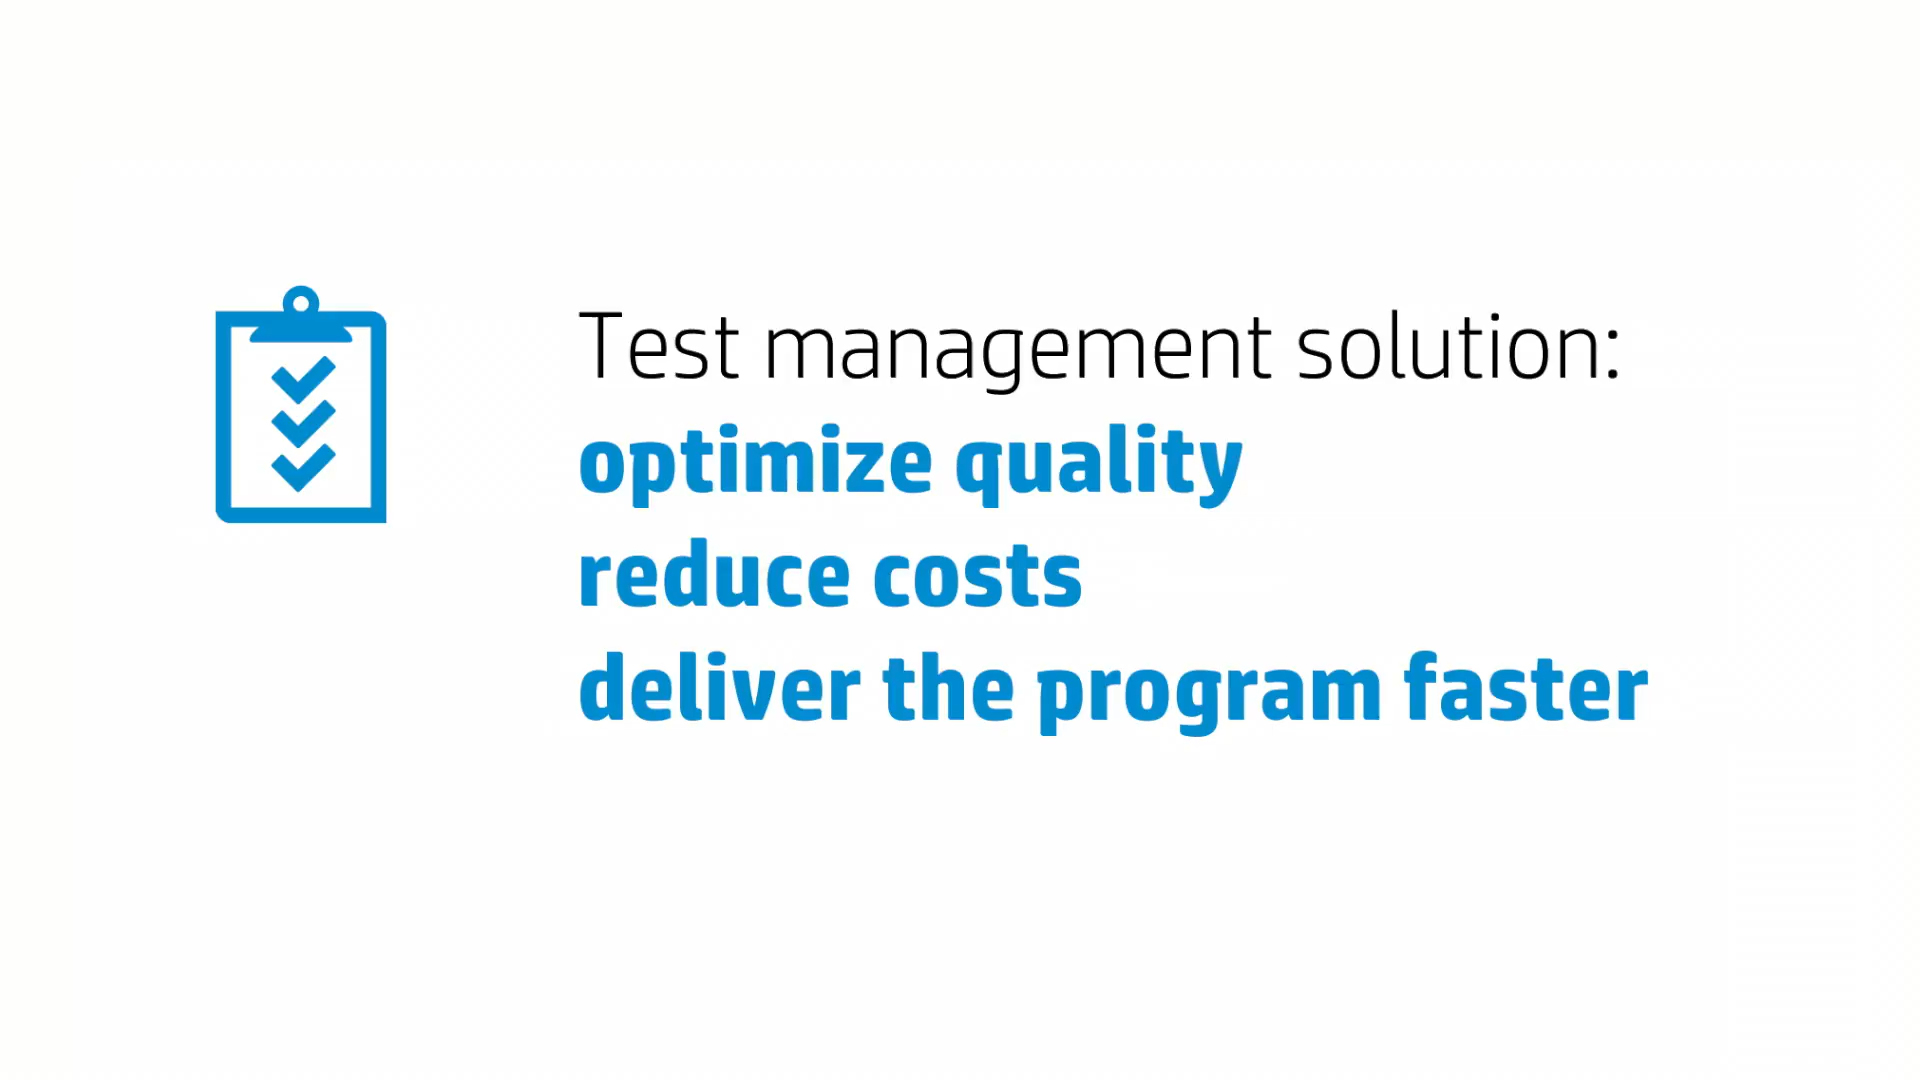 Test management solution:
optimize quality
reduce costs
deliver the program faster